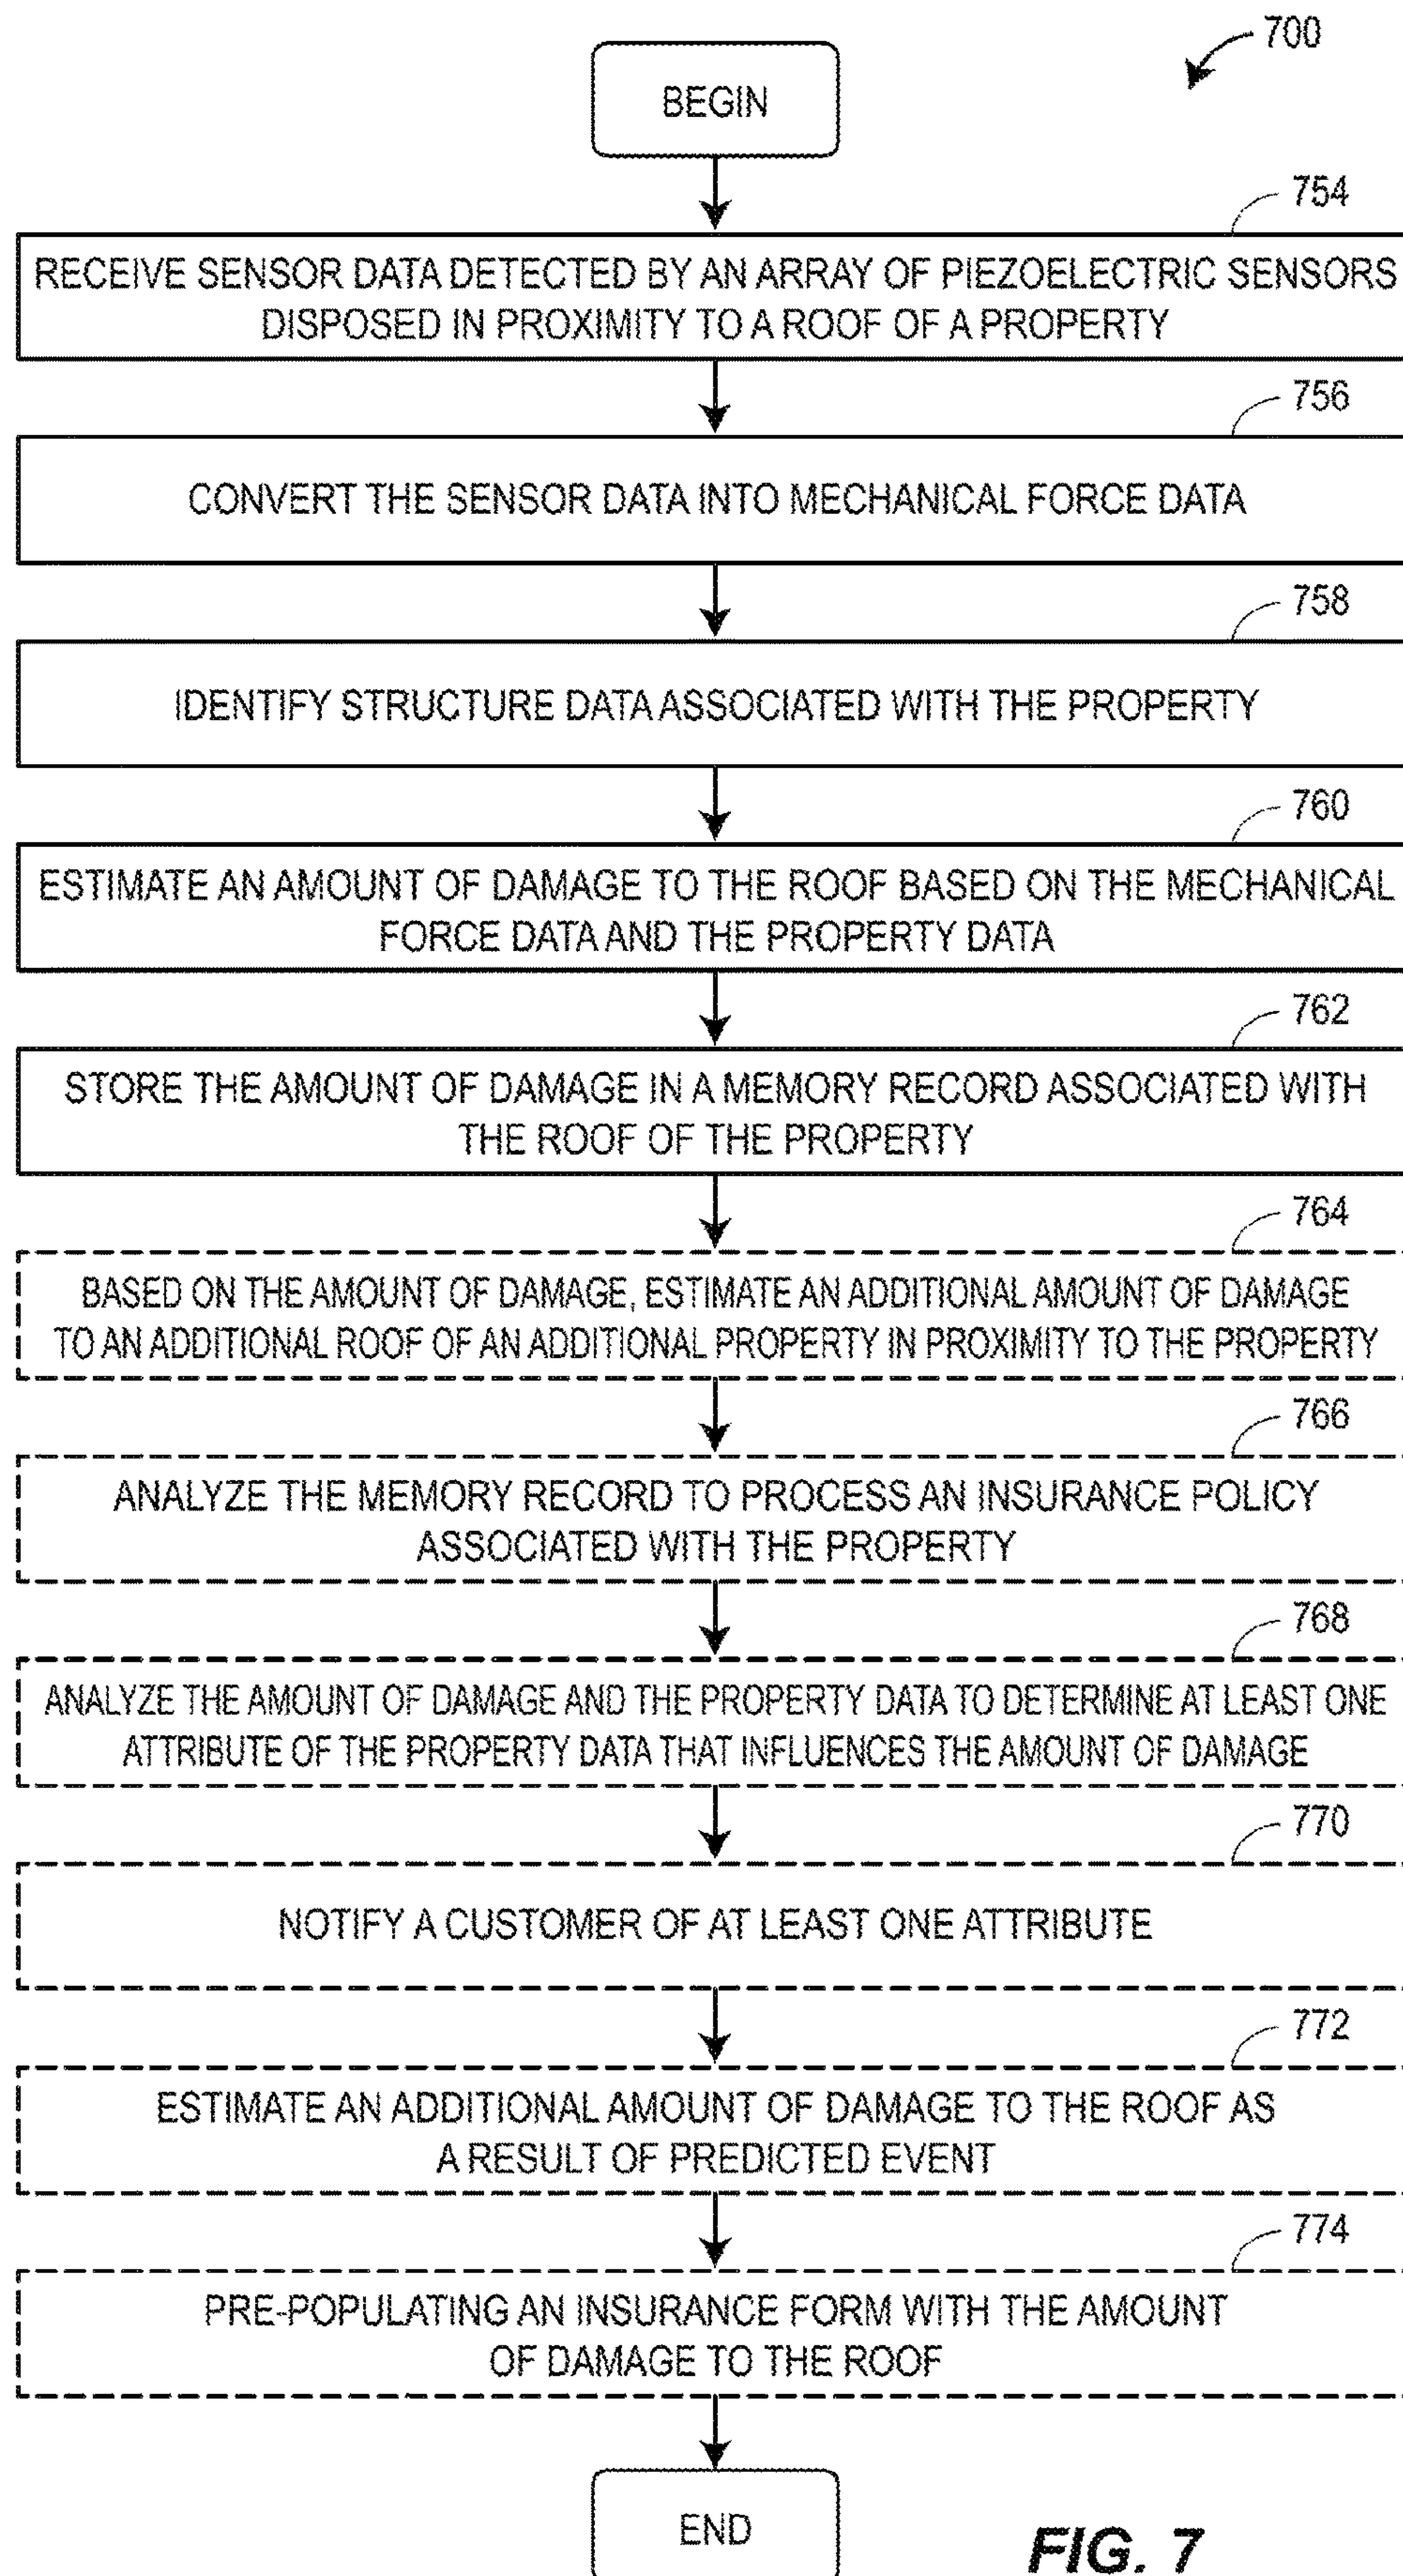 700
BEGIN
754
RECEIVE SENSOR DATA DETECTED BY AN ARRAY OF PIEZOELECTRIC SENSORS
DISPOSED IN PROXIMITY TO A ROOF OF A PROPERTY
756
CONVERT THE SENSOR DATA INTO MECHANICAL FORCE DATA
758
IDENTIFY STRUCTURE DATA ASSOCIATED WITH THE PROPERTY
760
ESTIMATE AN AMOUNT OF DAMAGE TO THE ROOF BASED ON THE MECHANICAL
FORCE DATA AND THE PROPERTY DATA
762
STORE THE AMOUNT OF DAMAGE IN A MEMORY RECORD ASSOCIATED WITH
THE ROOF OF THE PROPERTY
764
BASED ON THE AMOUNT OF DAMAGE, ESTIMATE AN ADDITIONAL AMOUNT OF DAMAGE
TO AN ADDITIONAL ROOF OF AN ADDITIONAL PROPERTY IN PROXIMITY TO THE PROPERTY
766
ANALYZE THE MEMORY RECORD TO PROCESS AN INSURANCE POLICY
ASSOCIATED WITH THE PROPERTY
768
ANALYZE THE AMOUNT OF DAMAGE AND THE PROPERTY DATA TO DETERMINE AT LEAST ONE
ATTRIBUTE OF THE PROPERTY DATA THAT INFLUENCES THE AMOUNT OF DAMAGE
770
NOTIFY A CUSTOMER OF AT LEAST ONE ATTRIBUTE
772
ESTIMATE AN ADDITIONAL AMOUNT OF DAMAGE TO THE ROOF AS
A RESULT OF PREDICTED EVENT
774
PRE-POPULATING AN INSURANCE FORM WITH THE AMOUNT
OF DAMAGE TO THE ROOF
END
FIG. 7